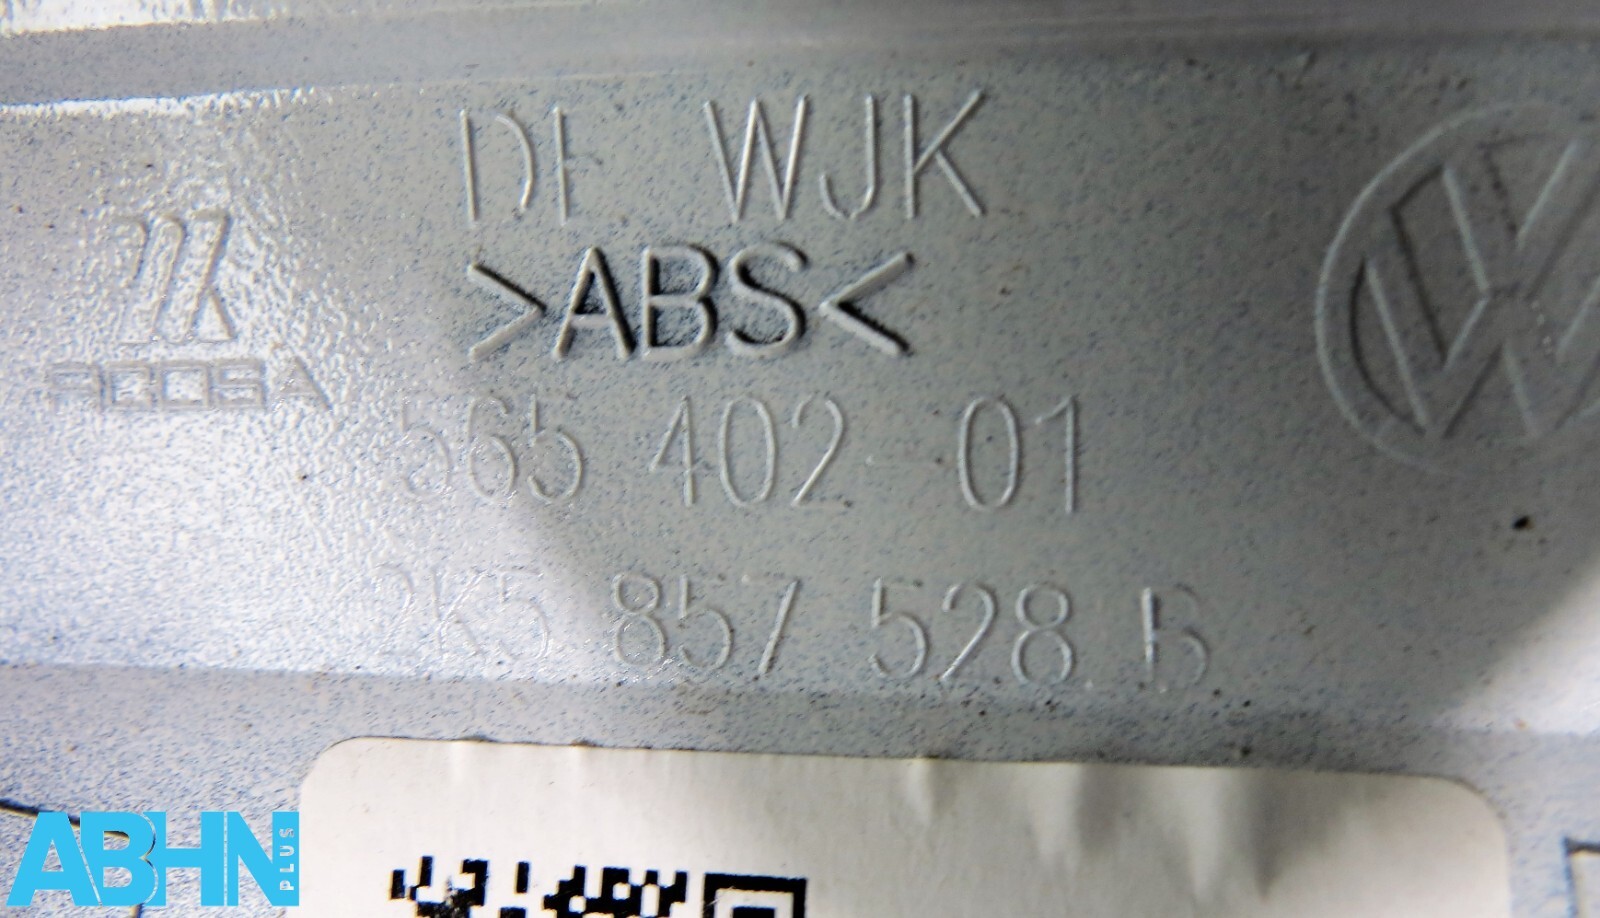 DE WJK
>ABS<
565 402 01
2K5 857 528 B
ABHN
PLUS